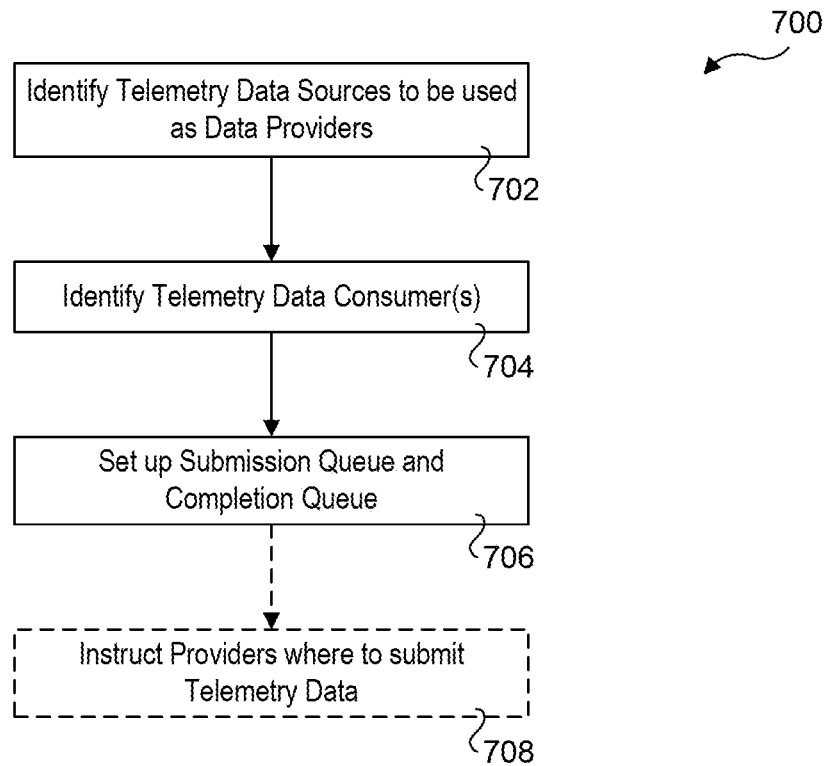 700
Identify Telemetry Data Sources to be used
as Data Providers
702
Identify Telemetry Data Consumer(s)
704
Set up Submission Queue and
Completion Queue
706
Instruct Providers where to submit
Telemetry Data
708